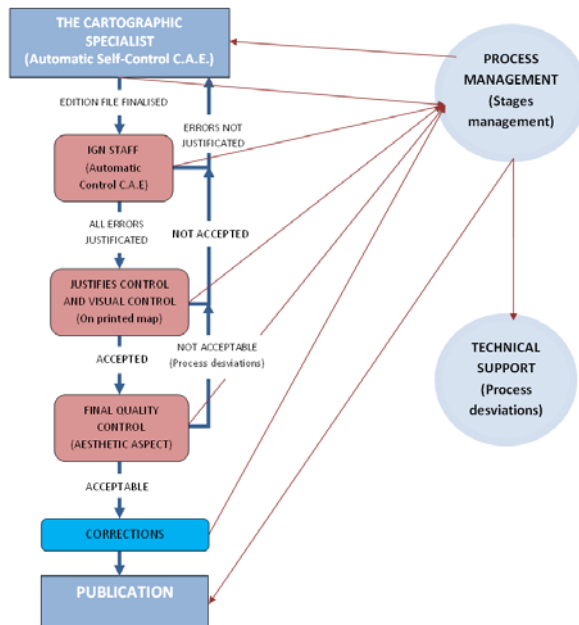 THE CARTOGRAPHIC
SPECIALIST
(Automatic Self-Control C.A.E.)
EDITION FILE FINALISED
ERRORS NOT
JUSTIFICATED
IGN STAFF
(Automatic
Control C.A.E)
ALL ERRORS
JUSTIFICATED
NOT ACCEPTED
JUSTIFIES CONTROL
AND VISUAL CONTROL
(On printed map)
ACCEPTED
NOT ACCEPTABLE
(Process desviations)
FINAL QUALITY
CONTROL
(AESTHETIC ASPECT)
ACCEPTABLE
CORRECTIONS
PUBLICATION
PROCESS
MANAGEMENT
(Stages
management)
TECHNICAL
SUPPORT
(Process
desviations)